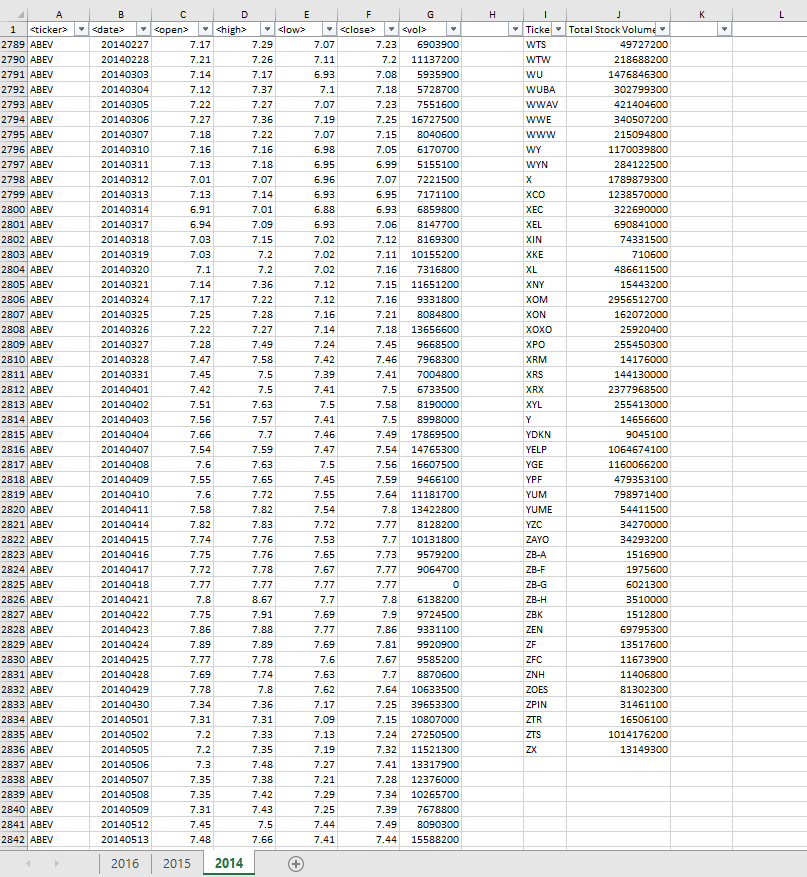 A B C D E F G H I J K L
1 <ticker> <date> <open> <high> <low> <close> <vol> Ticke Total Stock Volume
2789 ABEV 20140227 7.17 7.29 7.07 7.23 6903900 WTS 49727200
2790 ABEV 20140228 7.21 7.26 7.11 7.2 11137200 WTW 218688200
2791 ABEV 20140303 7.14 7.17 6.93 7.08 5935900 WU 1476846300
2792 ABEV 20140304 7.12 7.37 7.1 7.18 5728700 WUBA 302799300
2793 ABEV 20140305 7.22 7.27 7.07 7.23 7551600 WWAV 421404600
2794 ABEV 20140306 7.27 7.36 7.19 7.25 16727500 WWE 340507200
2795 ABEV 20140307 7.18 7.22 7.07 7.15 8040600 WWW 215094800
2796 ABEV 20140310 7.16 7.16 6.98 7.05 6170700 WY 1170039800
2797 ABEV 20140311 7.13 7.18 6.95 6.99 5155100 WYN 284122500
2798 ABEV 20140312 7.01 7.07 6.96 7.07 7221500 X 1789879300
2799 ABEV 20140313 7.13 7.14 6.93 6.95 7171100 XCO 1238570000
2800 ABEV 20140314 6.91 7.01 6.88 6.93 6859800 XEC 322690000
2801 ABEV 20140317 6.94 7.09 6.93 7.06 8147700 XEL 690841000
2802 ABEV 20140318 7.03 7.15 7.02 7.12 8169300 XIN 74331500
2803 ABEV 20140319 7.03 7.2 7.02 7.11 10155200 XKE 710600
2804 ABEV 20140320 7.1 7.2 7.02 7.16 7316800 XL 486611500
2805 ABEV 20140321 7.14 7.36 7.12 7.15 11651200 XNY 15443200
2806 ABEV 20140324 7.17 7.22 7.12 7.16 9331800 XOM 2956512700
2807 ABEV 20140325 7.25 7.28 7.16 7.21 8084800 XON 162072000
2808 ABEV 20140326 7.22 7.27 7.14 7.18 13656600 XOXO 25920400
2809 ABEV 20140327 7.28 7.49 7.24 7.45 9668500 XPO 255450300
2810 ABEV 20140328 7.47 7.58 7.42 7.46 7968300 XRM 14176000
2811 ABEV 20140331 7.45 7.5 7.39 7.41 7004800 XRS 144130000
2812 ABEV 20140401 7.42 7.5 7.41 7.5 6733500 XRX 2377968500
2813 ABEV 20140402 7.51 7.63 7.5 7.58 8190000 XYL 255413000
2814 ABEV 20140403 7.56 7.57 7.41 7.5 8998000 Y 14656600
2815 ABEV 20140404 7.66 7.7 7.46 7.49 17869500 YDKN 9045100
2816 ABEV 20140407 7.54 7.59 7.47 7.54 14765300 YELP 1064674100
2817 ABEV 20140408 7.6 7.63 7.5 7.56 16607500 YGE 1160066200
2818 ABEV 20140409 7.55 7.65 7.45 7.59 9466100 YPF 479353100
2819 ABEV 20140410 7.6 7.72 7.55 7.64 11181700 YUM 798971400
2820 ABEV 20140411 7.58 7.82 7.54 7.8 13422800 YUME 54411500
2821 ABEV 20140414 7.82 7.83 7.72 7.77 8128200 YZC 34270000
2822 ABEV 20140415 7.74 7.76 7.53 7.7 10131800 ZAYO 34293200
2823 ABEV 20140416 7.75 7.76 7.65 7.73 9579200 ZB-A 1516900
2824 ABEV 20140417 7.72 7.78 7.67 7.77 9064700 ZB-F 1975600
2825 ABEV 20140418 7.77 7.77 7.77 7.77 0 ZB-G 6021300
2826 ABEV 20140421 7.8 8.67 7.7 7.8 6138200 ZB-H 3510000
2827 ABEV 20140422 7.75 7.91 7.69 7.9 9724500 ZBK 1512800
2828 ABEV 20140423 7.86 7.88 7.77 7.86 9331100 ZEN 69795300
2829 ABEV 20140424 7.89 7.89 7.69 7.81 9920900 ZF 13517600
2830 ABEV 20140425 7.77 7.78 7.6 7.67 9585200 ZFC 11673900
2831 ABEV 20140428 7.69 7.74 7.63 7.7 8870600 ZNH 11406800
2832 ABEV 20140429 7.78 7.8 7.62 7.64 10633500 ZOES 81302300
2833 ABEV 20140430 7.34 7.36 7.17 7.25 39653300 ZPIN 31461100
2834 ABEV 20140501 7.31 7.31 7.09 7.15 10807000 ZTR 16506100
2835 ABEV 20140502 7.2 7.33 7.13 7.24 27250500 ZTS 1014176200
2836 ABEV 20140505 7.2 7.35 7.19 7.32 11521300 ZX 13149300
2837 ABEV 20140506 7.3 7.48 7.27 7.41 13317900
2838 ABEV 20140507 7.35 7.38 7.21 7.28 12376000
2839 ABEV 20140508 7.35 7.42 7.29 7.34 10265700
2840 ABEV 20140509 7.31 7.43 7.25 7.39 7678800
2841 ABEV 20140512 7.45 7.5 7.44 7.49 8090300
2842 ABEV 20140513 7.48 7.66 7.41 7.44 15588200
2016 2015 2014